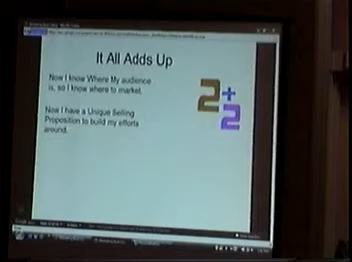 It All Adds Up
Now I know Where My audience
is, so I know where to market.
2+
2
Now I have a Unique Selling
Proposition to build my efforts
around.